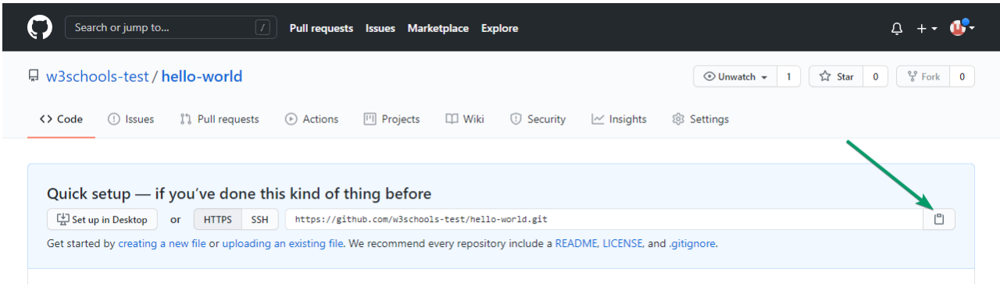 Search or jump to... / Pull requests Issues Marketplace Explore
w3schools-test / hello-world Unwatch 1 Star 0 Fork 0
<> Code Issues Pull requests Actions Projects Wiki Security Insights Settings
Quick setup — if you've done this kind of thing before
Set up in Desktop or HTTPS SSH https://github.com/w3schools-test/hello-world.git
Get started by creating a new file or uploading an existing file. We recommend every repository include a README, LICENSE, and .gitignore.